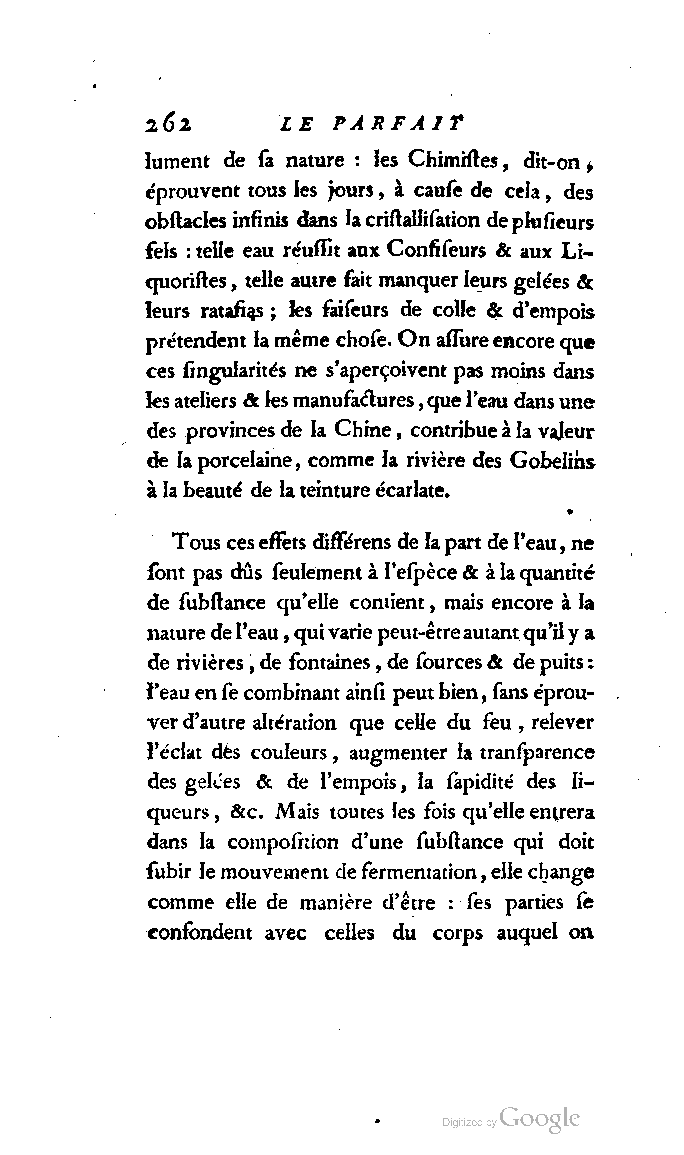 262 LE PARFAIT
lument de ſa nature : les Chimiſtes, dit-on,
éprouvent tous les jours, à cauſe de cela, des
obſtacles infinis dans la criſtalliſation de pluſieurs
ſels : telle eau réuſſit aux Confiſeurs & aux Li-
quoriſtes, telle autre fait manquer leurs gelées &
leurs ratafias ; les faiſeurs de colle & d'empois
prétendent la même choſe. On aſſure encore que
ces ſingularités ne s'aperçoivent pas moins dans
les ateliers & les manufactures, que l'eau dans une
des provinces de la Chine, contribue à la valeur
de la porcelaine, comme la rivière des Gobelins
à la beauté de la teinture écarlate.
Tous ces effets différens de la part de l'eau, ne
ſont pas dûs ſeulement à l'eſpèce & à la quantité
de ſubſtance qu'elle contient, mais encore à la
nature de l'eau, qui varie peut-être autant qu'il y a
de rivières, de fontaines, de ſources & de puits :
l'eau en ſe combinant ainſi peut bien, ſans éprou-
ver d'autre altération que celle du feu, relever
l'éclat des couleurs, augmenter la tranſparence
des gelées & de l'empois, la ſapidité des li-
queurs, &c. Mais toutes les fois qu'elle entrera
dans la compoſition d'une ſubſtance qui doit
ſubir le mouvement de fermentation, elle change
comme elle de manière d'être : ſes parties ſe
confondent avec celles du corps auquel on
Digitized by Google